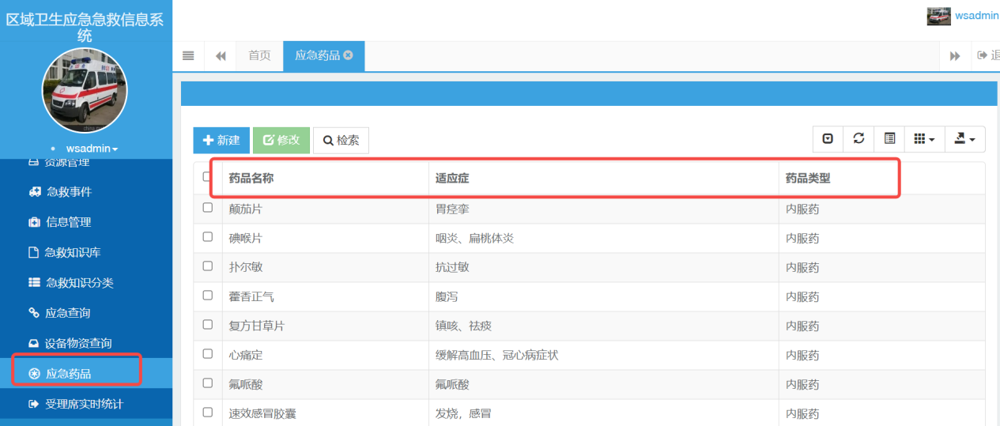 区域卫生应急急救信息系
统
wsadmin
首页
应急药品
退
wsadmin
资源管理
急救事件
信息管理
急救知识库
急救知识分类
应急查询
设备物资查询
应急药品
受理席实时统计
新建 修改 检索
药品名称 适应症 药品类型
颠茄片 胃痉挛 内服药
碘喉片 咽炎、扁桃体炎 内服药
扑尔敏 抗过敏 内服药
藿香正气 腹泻 内服药
复方甘草片 镇咳、祛痰 内服药
心痛定 缓解高血压、冠心病症状 内服药
氟哌酸 氟哌酸 内服药
速效感冒胶囊 发烧，感冒 内服药